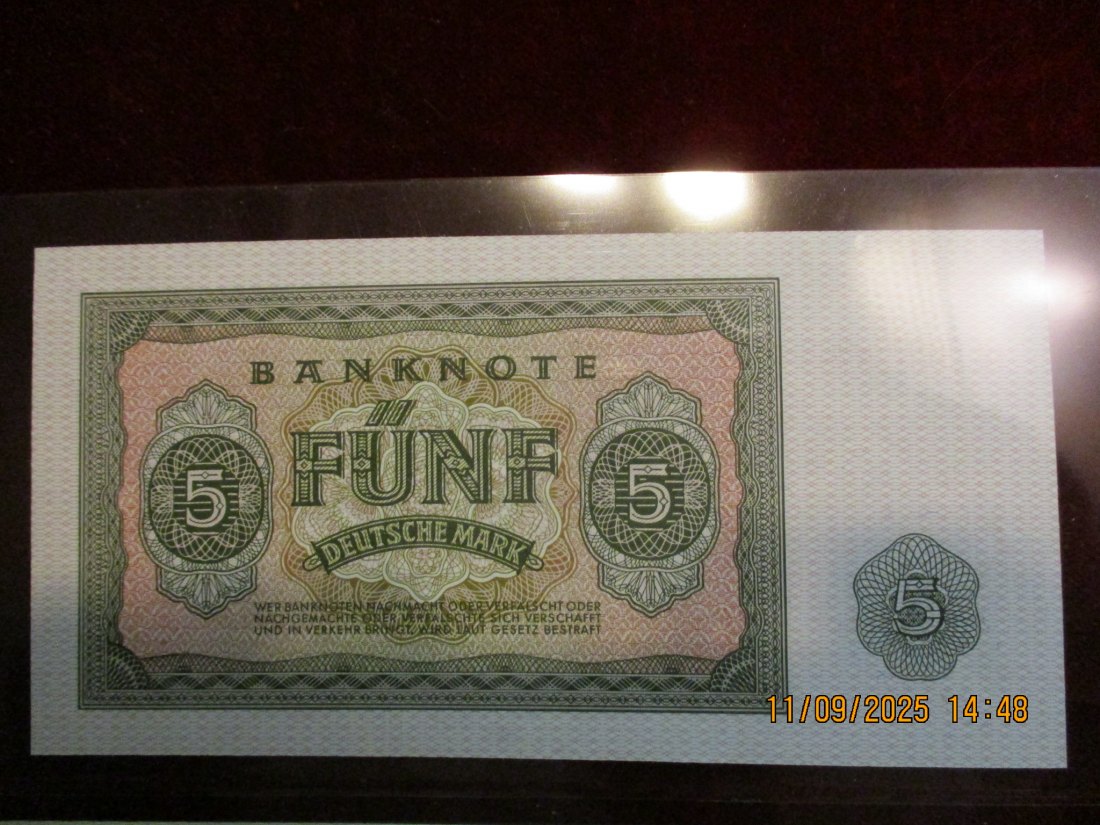 BANKNOTE
FÜNF
5
5
DEUTSCHE MARK
WER BANKNOTEN NACHMACHT ODER VERFÄLSCHT ODER
NACHGEMACHTE ODER VERFÄLSCHTE SICH VERSCHAFFT
UND IN VERKEHR BRINGT, WIRD LAUT GESETZ BESTRAFT
5
11/09/2025 14:48